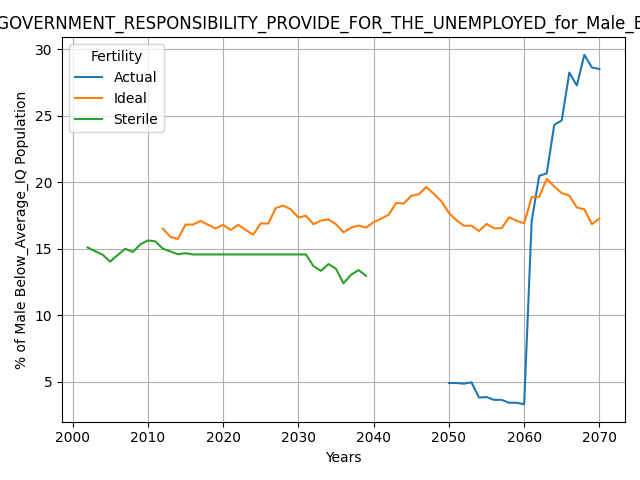 GOVERNMENT_RESPONSIBILITY_PROVIDE_FOR_THE_UNEMPLOYED_for_Male_B
Fertility
Actual
Ideal
Sterile
% of Male Below_Average_IQ Population
30
25
20
15
10
5
2000 2010 2020 2030 2040 2050 2060 2070
Years